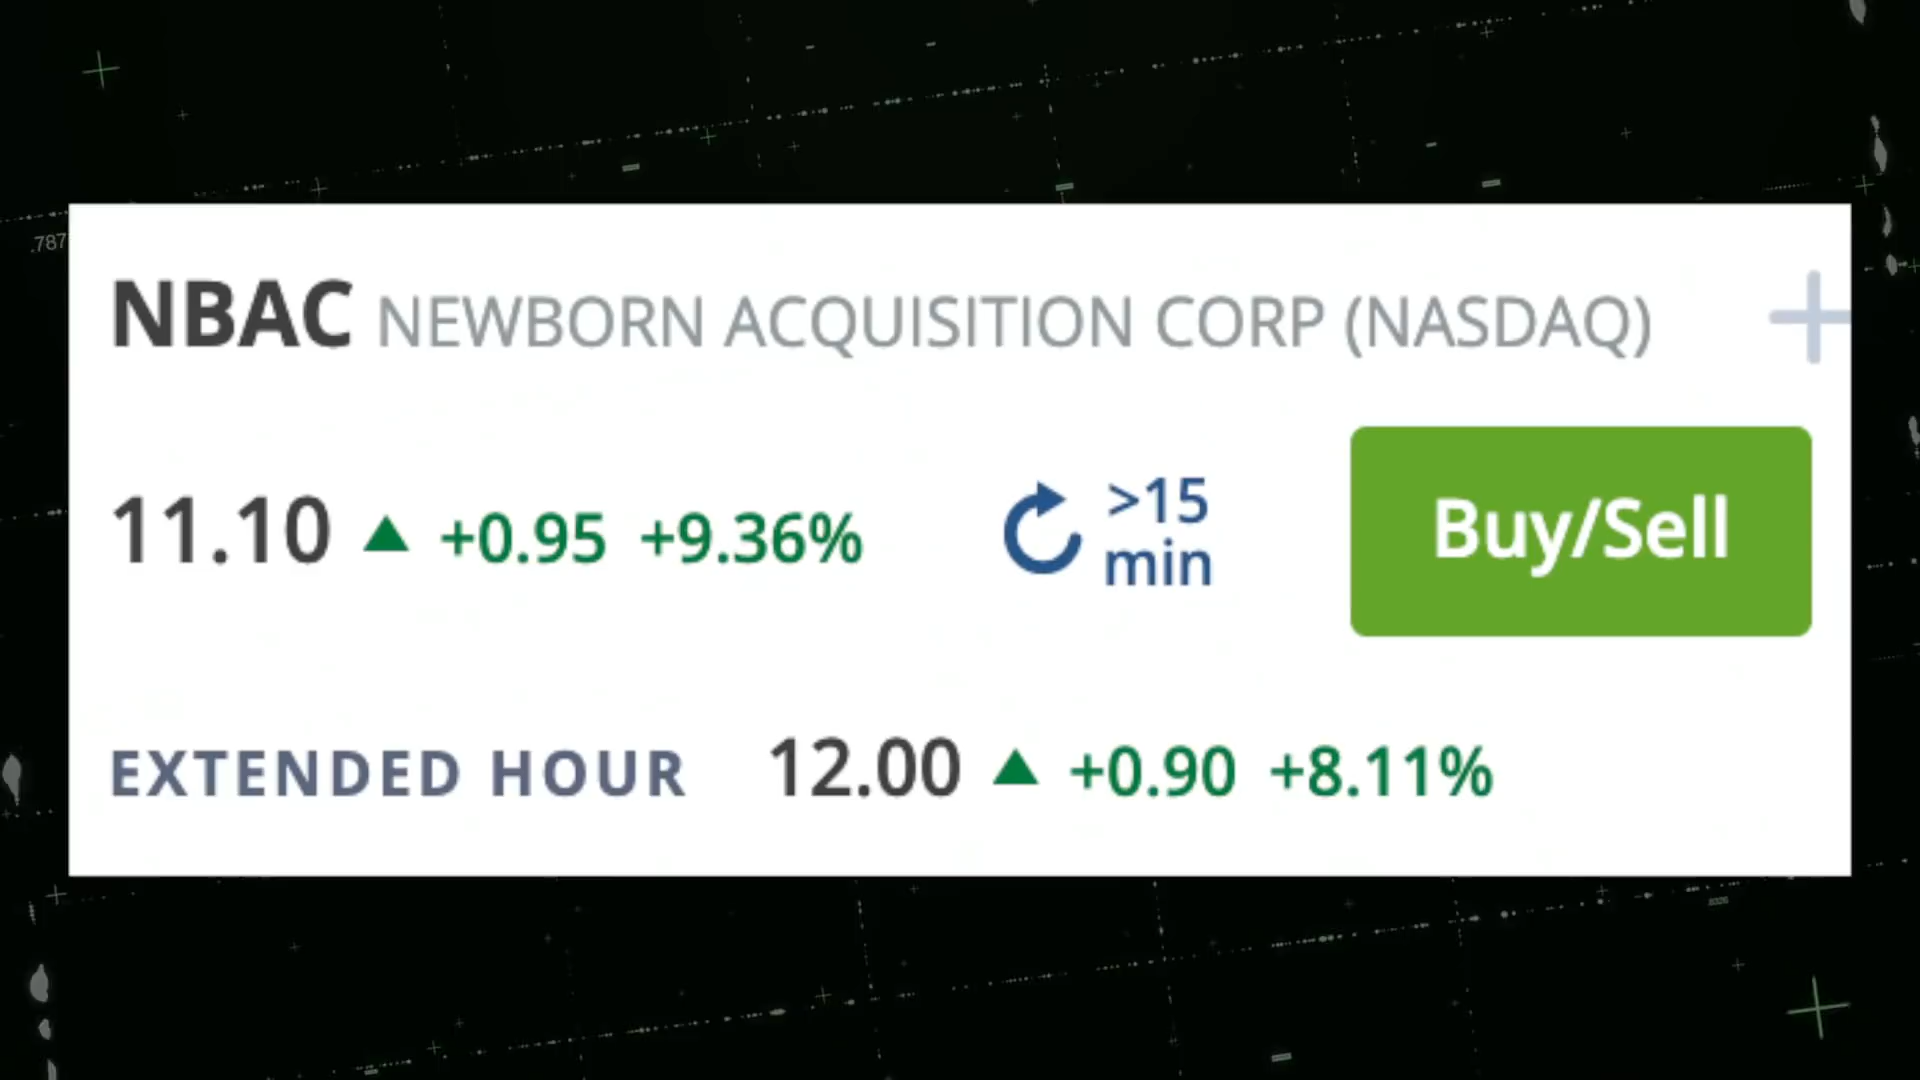 .787
NBAC NEWBORN ACQUISITION CORP (NASDAQ)
11.10 ▲ +0.95 +9.36%
>15
min
Buy/Sell
EXTENDED HOUR 12.00 ▲ +0.90 +8.11%